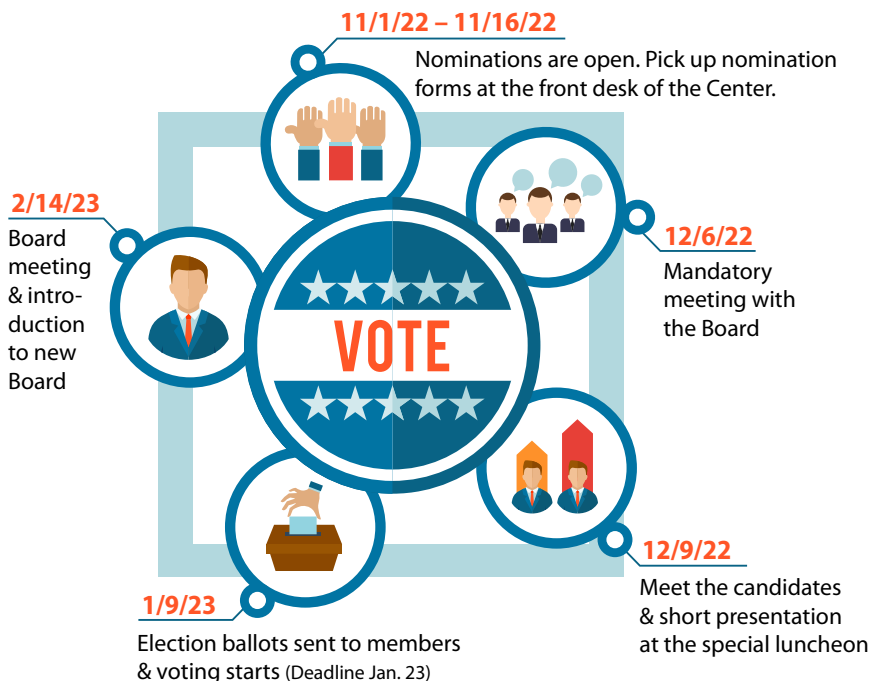 11/1/22 – 11/16/22
Nominations are open. Pick up nomination
forms at the front desk of the Center.
12/6/22
Mandatory
meeting with
the Board
12/9/22
Meet the candidates
& short presentation
at the special luncheon
1/9/23
Election ballots sent to members
& voting starts (Deadline Jan. 23)
2/14/23
Board
meeting
& intro-
duction
to new
Board
VOTE